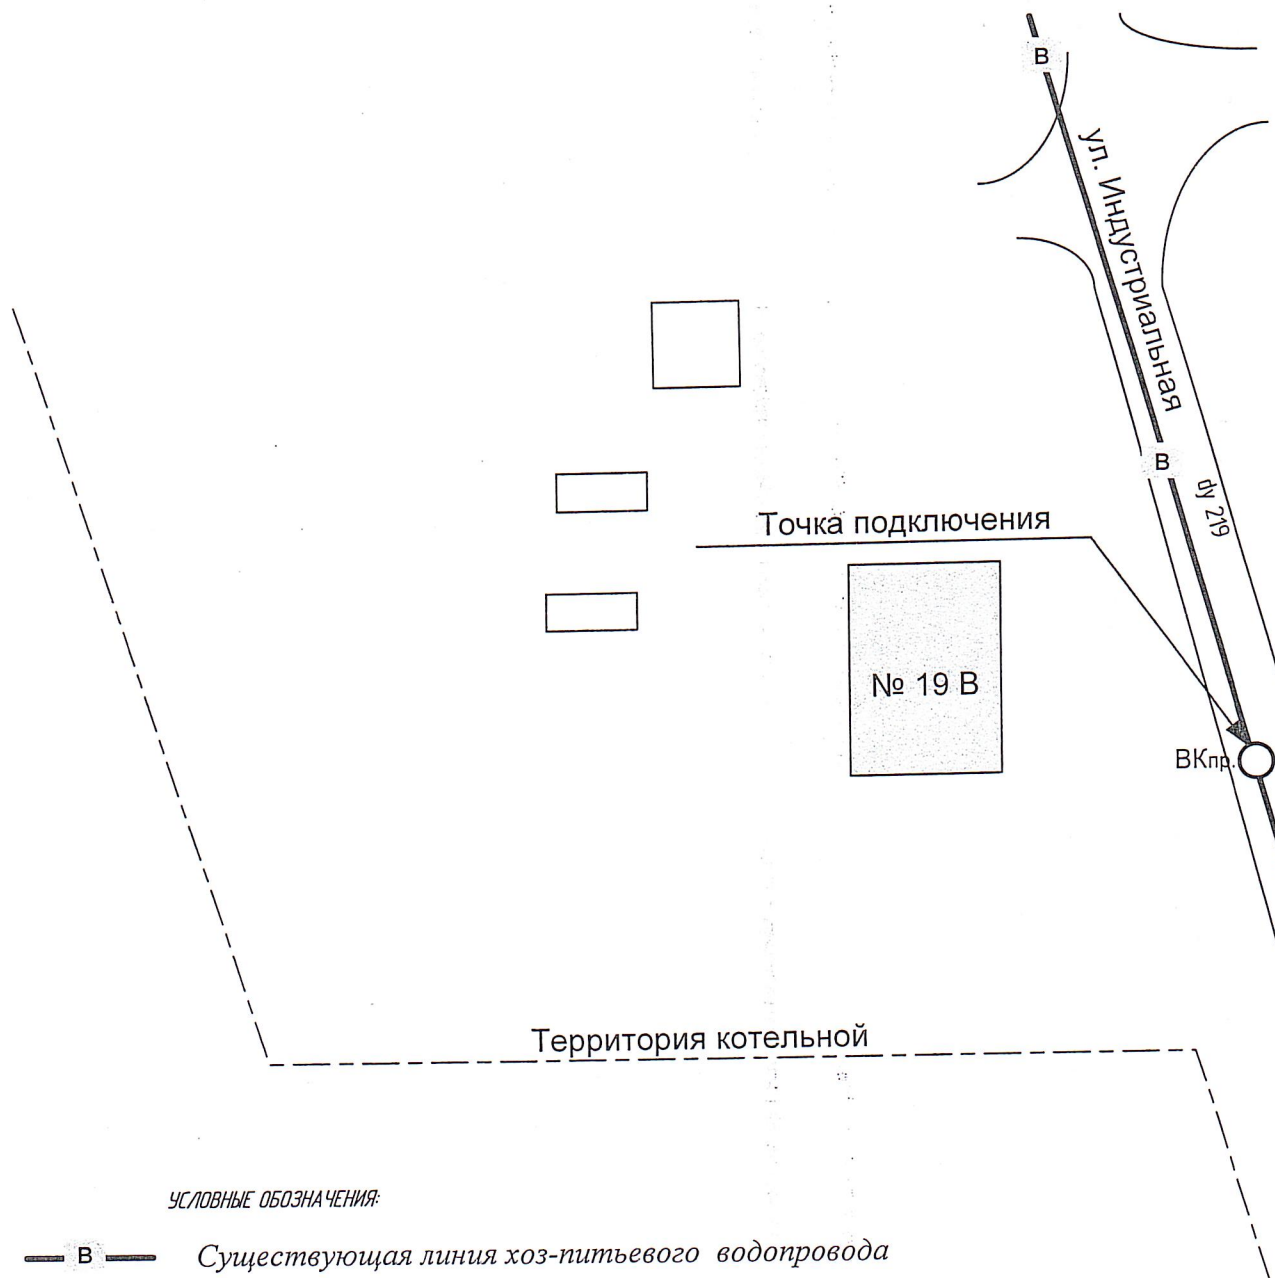 В
ул. Индустриальная
В
dy 219
Точка подключения
№ 19 В
ВКпр.
Территория котельной
УСЛОВНЫЕ ОБОЗНАЧЕНИЯ:
В Существующая линия хоз-питьевого водопровода